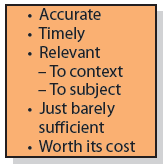 • Accurate
• Timely
• Relevant
– To context
– To subject
• Just barely
sufficient
• Worth its cost